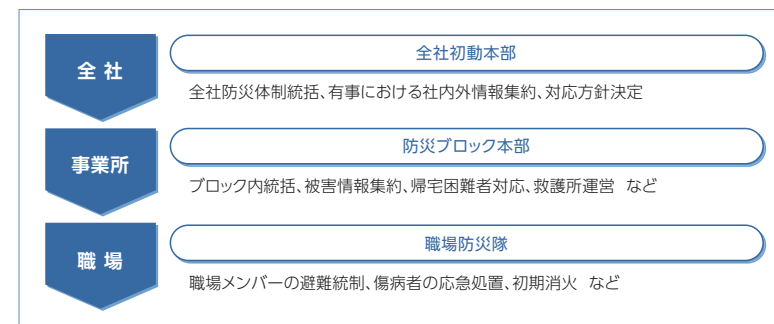 全 社
全社初動本部
全社防災体制統括、有事における社内外情報集約、対応方針決定
事業所
防災ブロック本部
ブロック内統括、被害情報集約、帰宅困難者対応、救護所運営 など
職 場
職場防災隊
職場メンバーの避難統制、傷病者の応急処置、初期消火 など